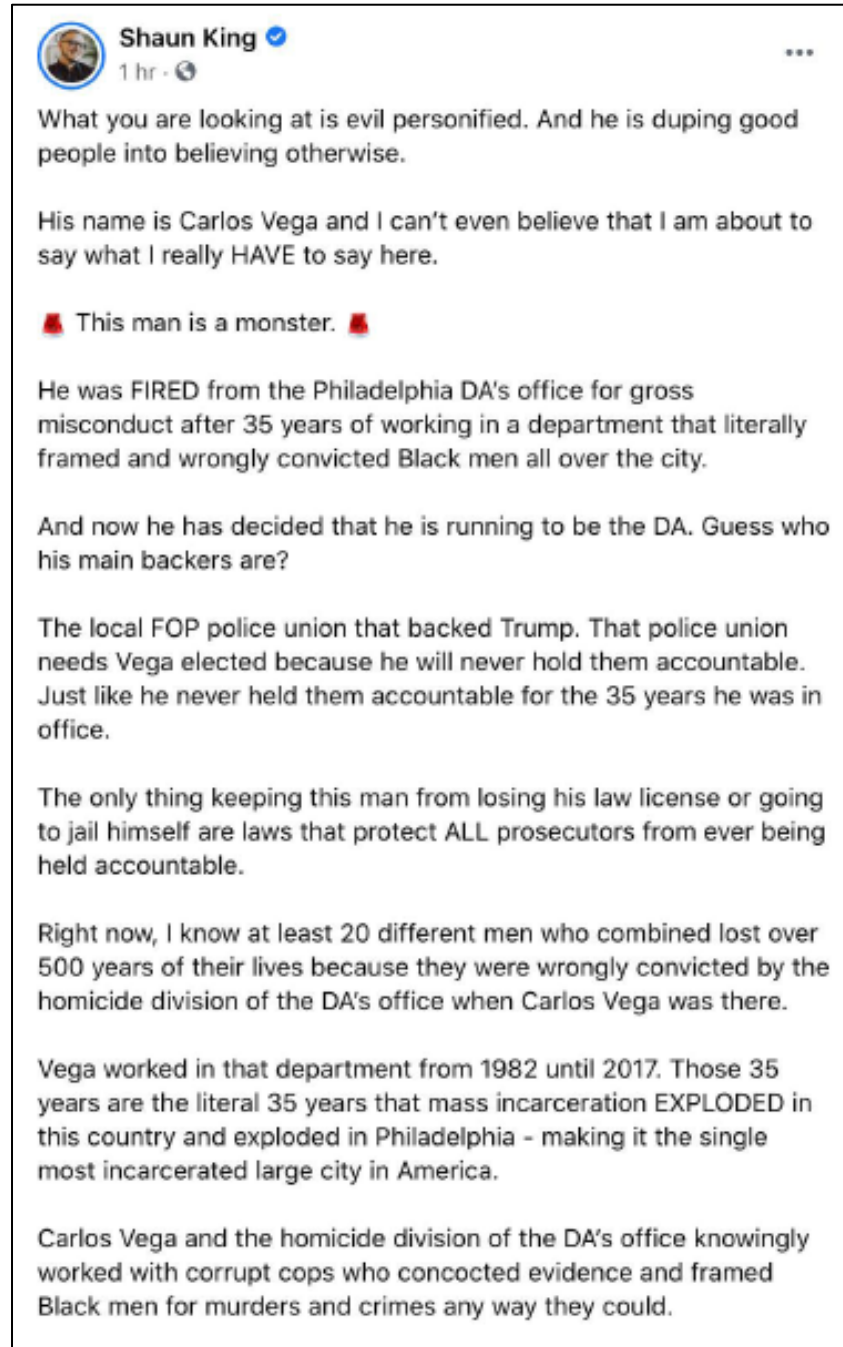 Shaun King
1 hr ·
What you are looking at is evil personified. And he is duping good
people into believing otherwise.
His name is Carlos Vega and I can't even believe that I am about to
say what I really HAVE to say here.
This man is a monster.
He was FIRED from the Philadelphia DA's office for gross
misconduct after 35 years of working in a department that literally
framed and wrongly convicted Black men all over the city.
And now he has decided that he is running to be the DA. Guess who
his main backers are?
The local FOP police union that backed Trump. That police union
needs Vega elected because he will never hold them accountable.
Just like he never held them accountable for the 35 years he was in
office.
The only thing keeping this man from losing his law license or going
to jail himself are laws that protect ALL prosecutors from ever being
held accountable.
Right now, I know at least 20 different men who combined lost over
500 years of their lives because they were wrongly convicted by the
homicide division of the DA's office when Carlos Vega was there.
Vega worked in that department from 1982 until 2017. Those 35
years are the literal 35 years that mass incarceration EXPLODED in
this country and exploded in Philadelphia - making it the single
most incarcerated large city in America.
Carlos Vega and the homicide division of the DA's office knowingly
worked with corrupt cops who concocted evidence and framed
Black men for murders and crimes any way they could.